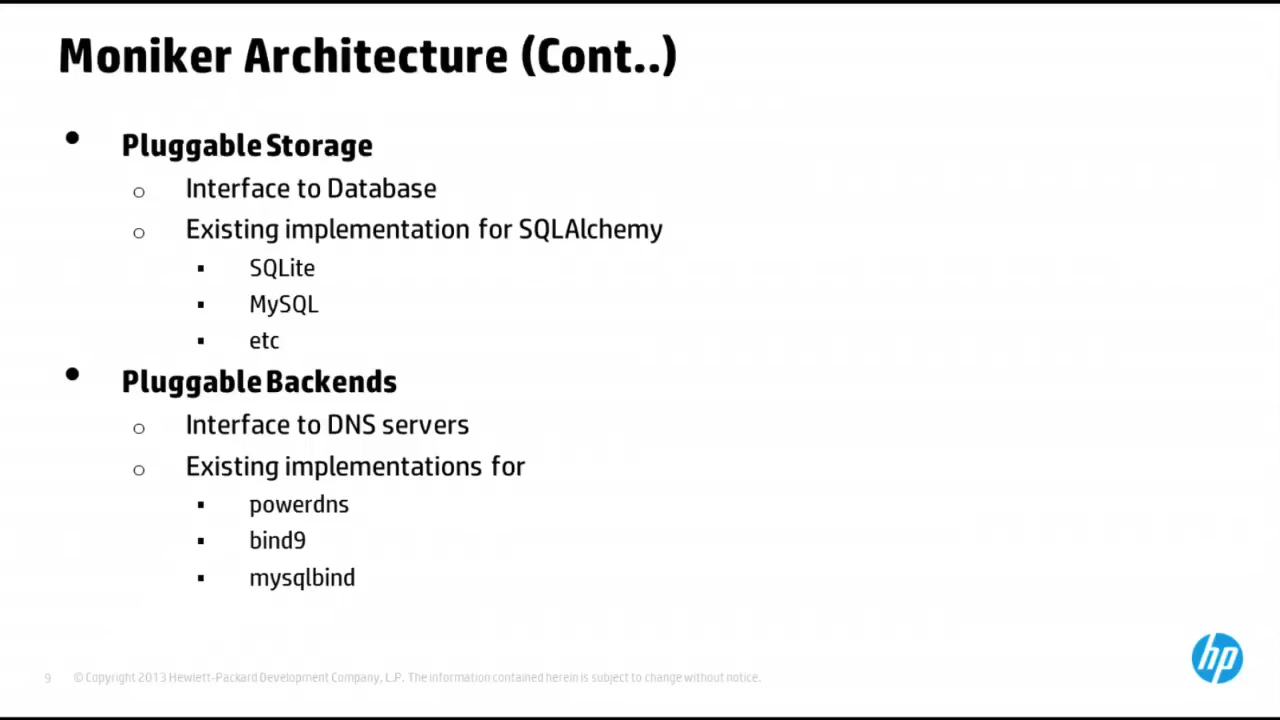 Moniker Architecture (Cont..)
• Pluggable Storage
o Interface to Database
o Existing implementation for SQLAlchemy
▪ SQLite
▪ MySQL
▪ etc
• Pluggable Backends
o Interface to DNS servers
o Existing implementations for
▪ powerdns
▪ bind9
▪ mysqlbind
hp
9 © Copyright 2013 Hewlett-Packard Development Company, L.P. The information contained herein is subject to change without notice.